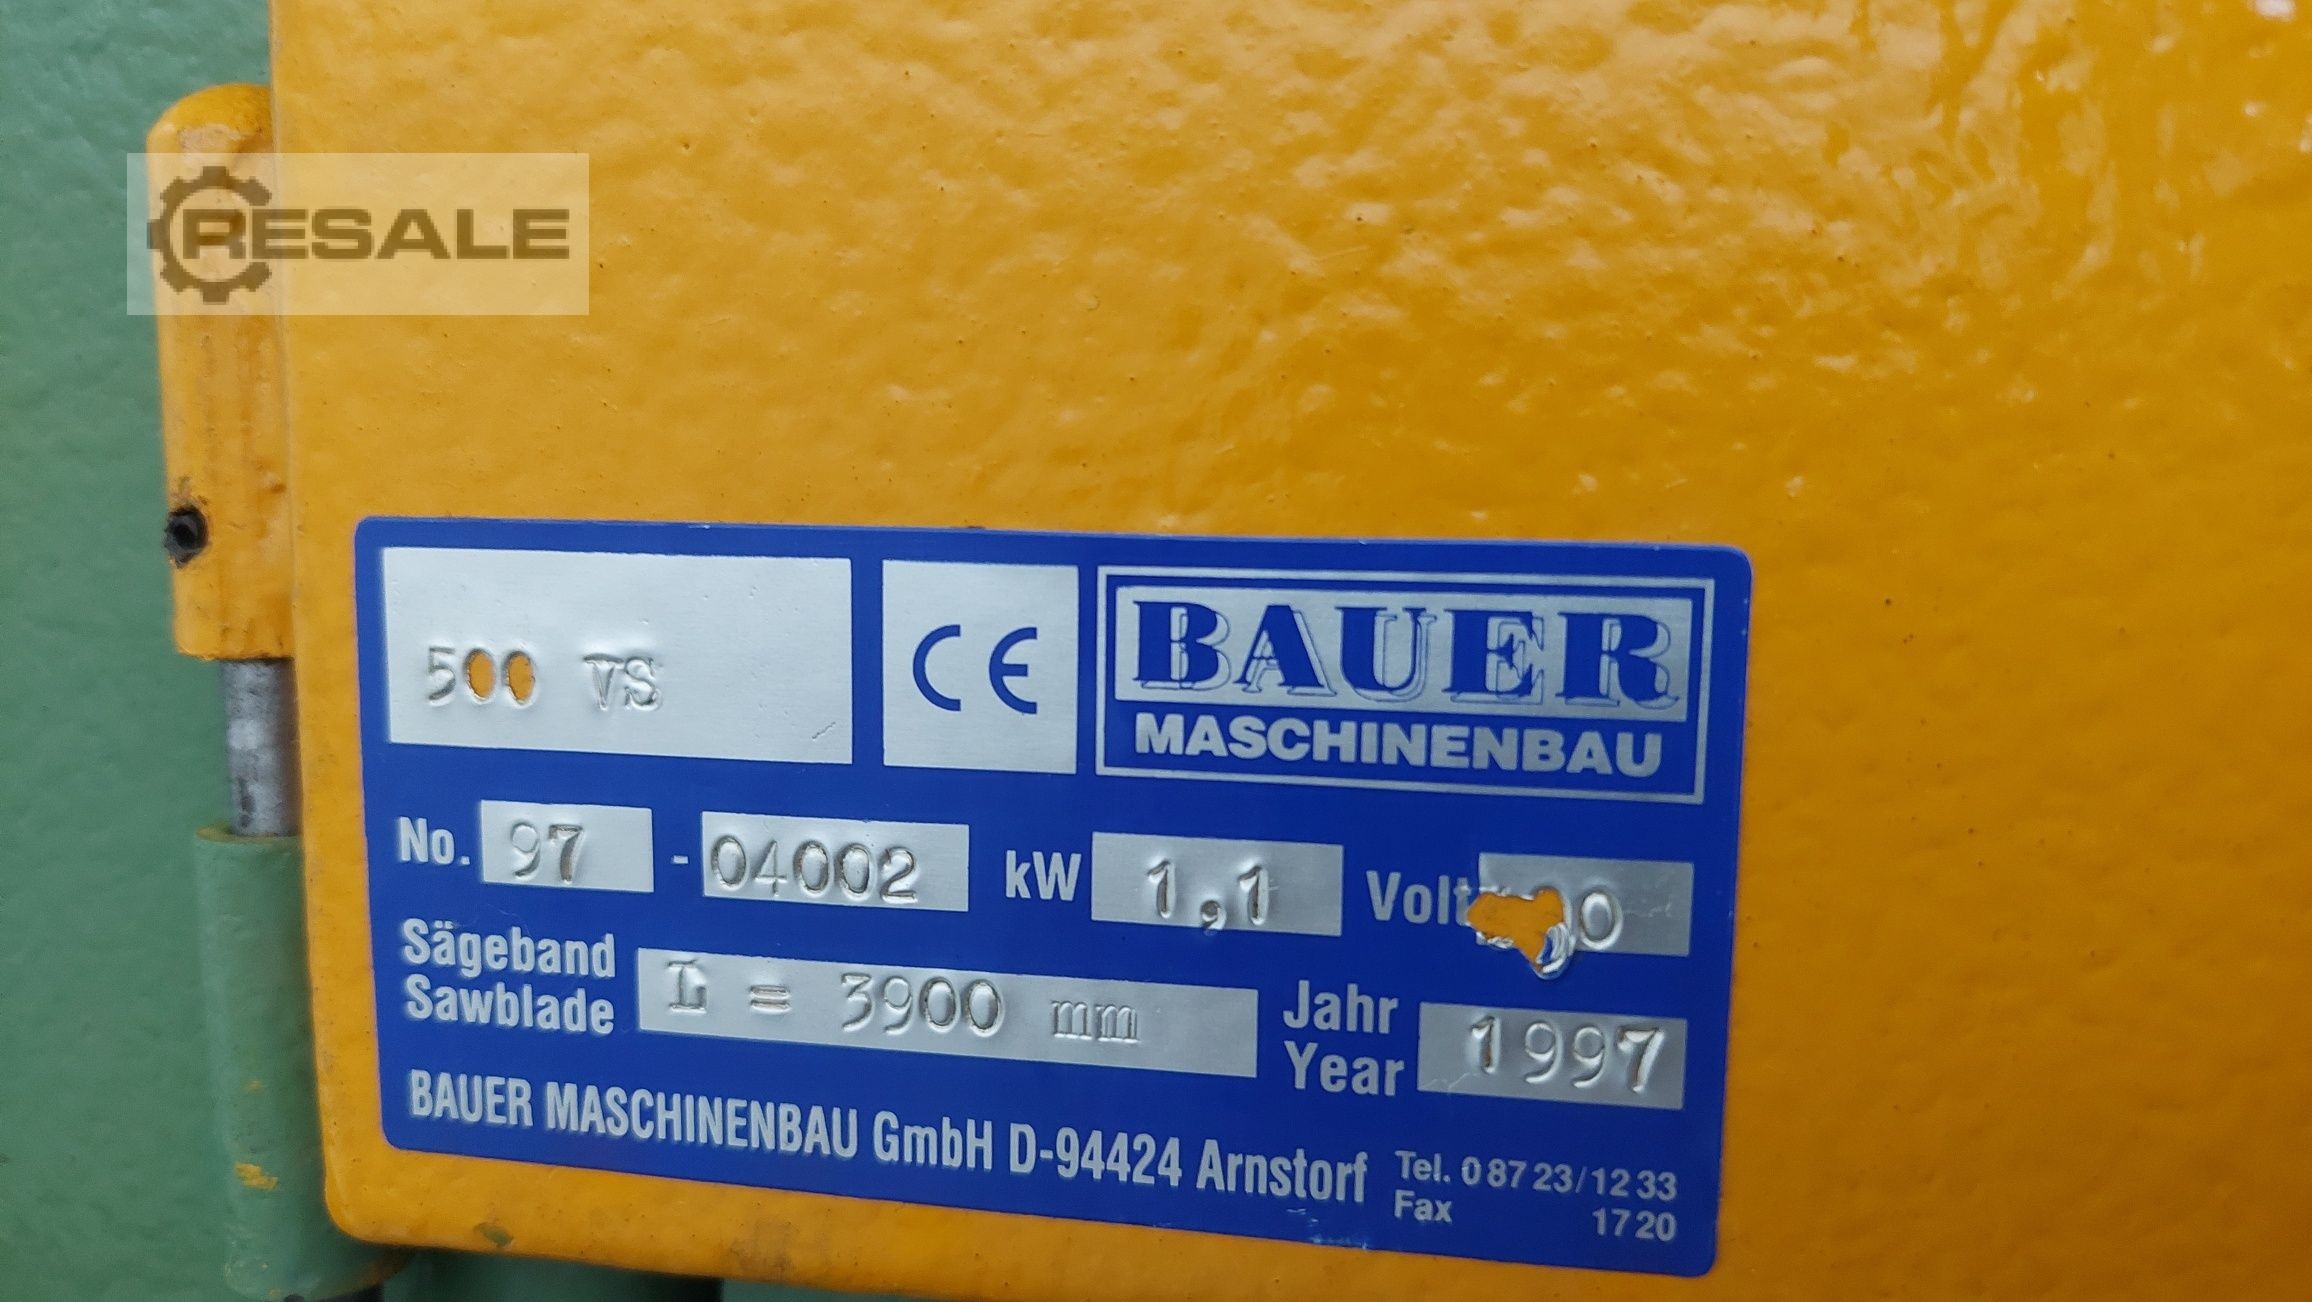 RESALE
500 VS
CE
BAUER
MASCHINENBAU
No. 97 - 04002 kW 1,1 Volt
Sägeband
Sawblade
L = 3900 mm
Jahr
Year
1997
BAUER MASCHINENBAU GmbH D-94424 Arnstorf
Tel. 0 87 23/12 33
Fax 17 20